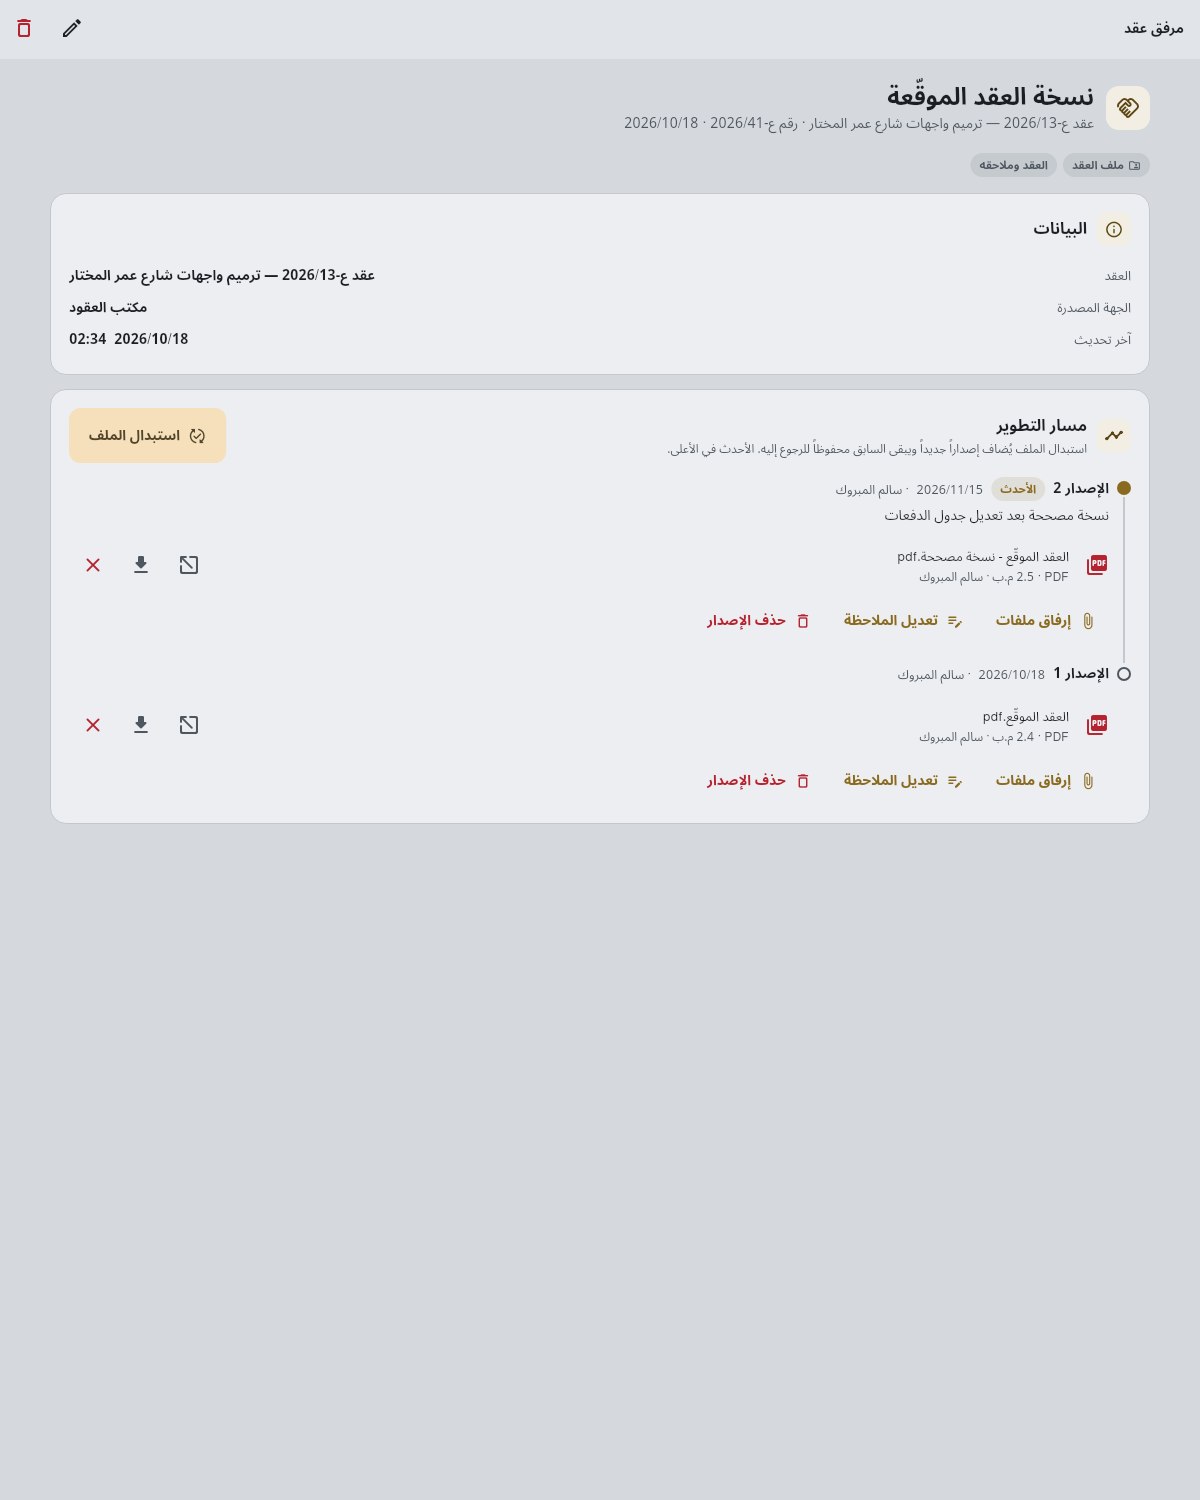 مرفق عقد
نسخة العقد الموقّعة
عقد ع-2026/13 — ترميم واجهات شارع عمر المختار · رقم ع-2026/41 · 2026/10/18
ملف العقد
العقد وملاحقه
البيانات
العقد
عقد ع-2026/13 — ترميم واجهات شارع عمر المختار
الجهة المصدرة
مكتب العقود
آخر تحديث
2026/10/18 02:34
مسار التطوير
استبدال الملف يُضاف إصداراً جديداً ويبقى السابق محفوظاً للرجوع إليه. الأحدث في الأعلى.
استبدال الملف
الإصدار 2 الأحدث 2026/11/15 · سالم المبروك
نسخة مصححة بعد تعديل جدول الدفعات
PDF
العقد الموقّع - نسخة مصححة.pdf
PDF · 2.5 م.ب · سالم المبروك
إرفاق ملفات
تعديل الملاحظة
حذف الإصدار
الإصدار 1 2026/10/18 · سالم المبروك
PDF
العقد الموقّع.pdf
PDF · 2.4 م.ب · سالم المبروك
إرفاق ملفات
تعديل الملاحظة
حذف الإصدار